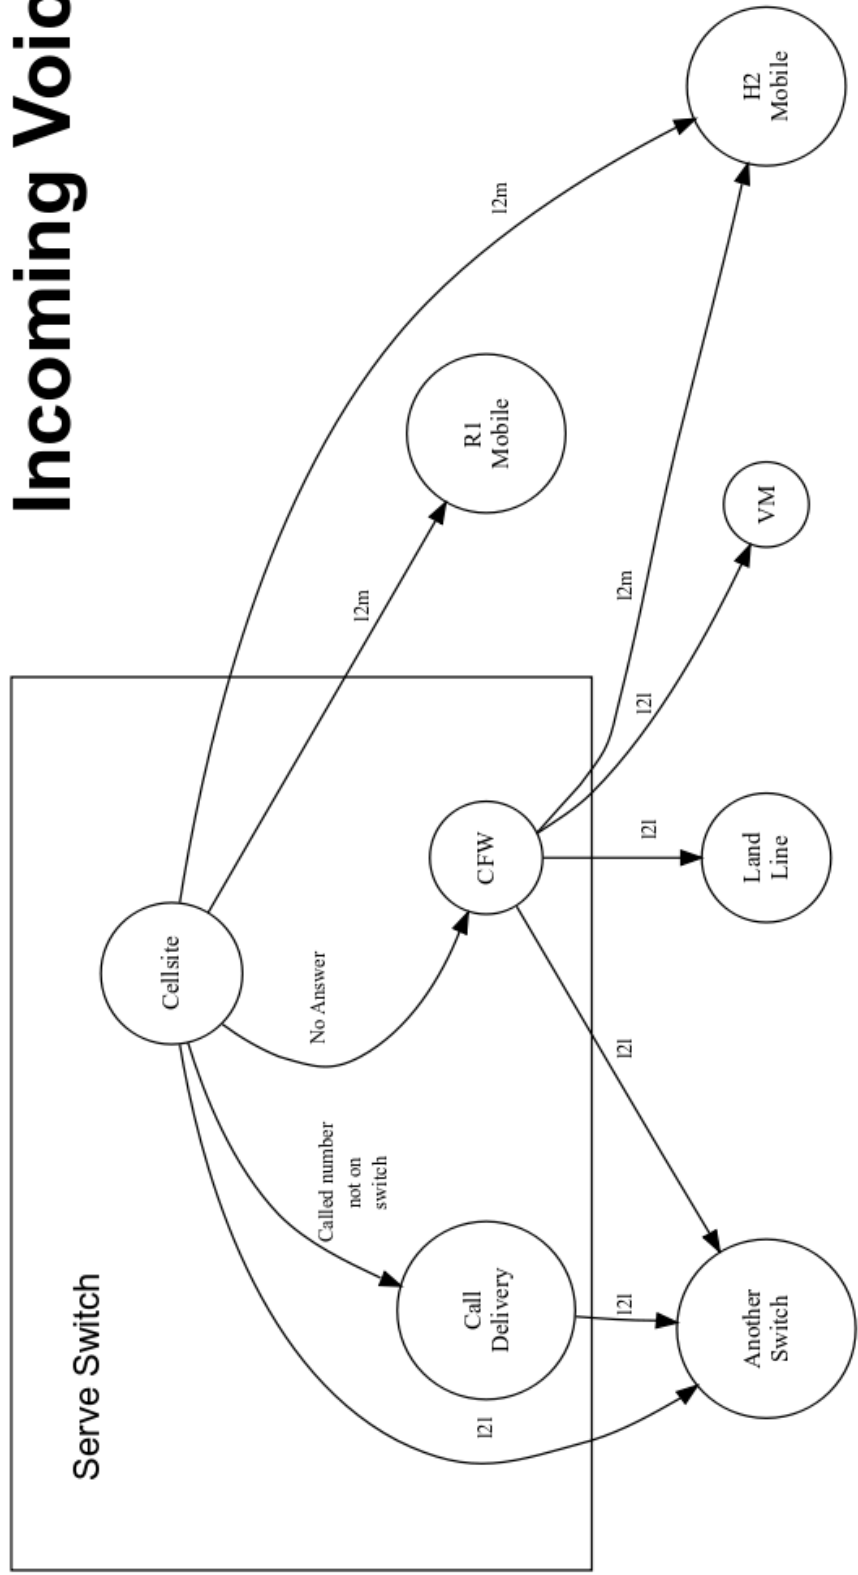 Incoming Voic
Serve Switch
Cellsite
Called number
not on
switch
No Answer
l2m
l2m
l2l
Call
Delivery
CFW
R1
Mobile
l2l
l2l
l2l
l2l
l2m
Another
Switch
Land
Line
VM
H2
Mobile